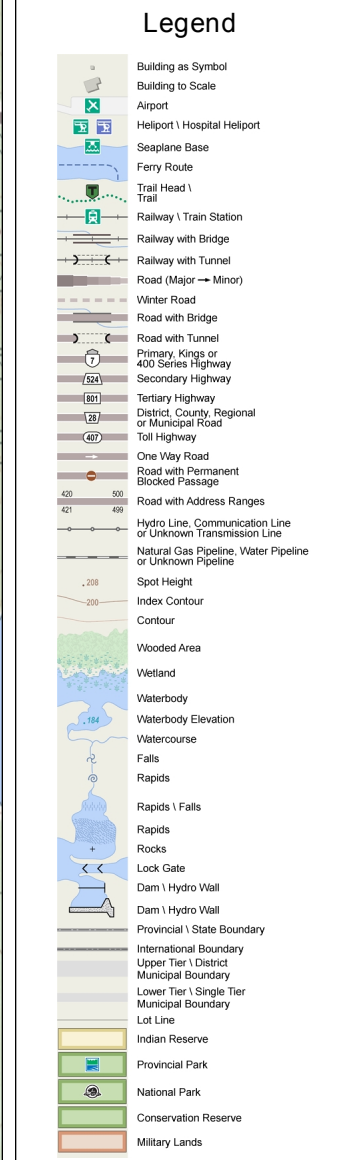 Legend
Building as Symbol
Building to Scale
Airport
Heliport \ Hospital Heliport
Seaplane Base
Ferry Route
Trail Head \
Trail
Railway \ Train Station
Railway with Bridge
Railway with Tunnel
Road (Major → Minor)
Winter Road
Road with Bridge
Road with Tunnel
7
Primary, Kings or
400 Series Highway
524 Secondary Highway
801 Tertiary Highway
28
District, County, Regional
or Municipal Road
407 Toll Highway
One Way Road
Road with Permanent
Blocked Passage
420 500
Road with Address Ranges
421 499
Hydro Line, Communication Line
or Unknown Transmission Line
Natural Gas Pipeline, Water Pipeline
or Unknown Pipeline
.208 Spot Height
200 Index Contour
Contour
Wooded Area
Wetland
Waterbody
.184 Waterbody Elevation
Watercourse
Falls
Rapids
Rapids \ Falls
Rapids
Rocks
Lock Gate
Dam \ Hydro Wall
Dam \ Hydro Wall
Provincial \ State Boundary
International Boundary
Upper Tier \ District
Municipal Boundary
Lower Tier \ Single Tier
Municipal Boundary
Lot Line
Indian Reserve
Provincial Park
National Park
Conservation Reserve
Military Lands